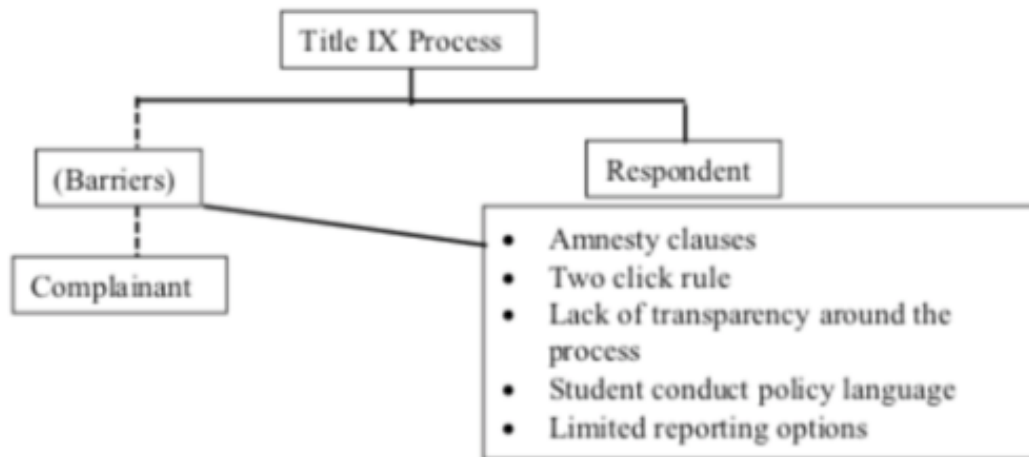 Title IX Process
(Barriers)
Respondent
Complainant
• Amnesty clauses
• Two click rule
• Lack of transparency around the
process
• Student conduct policy language
• Limited reporting options